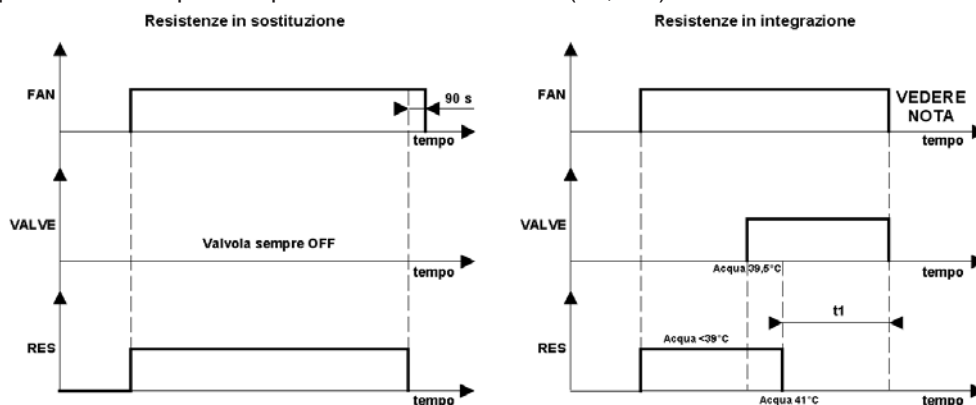 Resistenze in sostituzione
FAN
90 s
tempo
VALVE
Valvola sempre OFF
tempo
RES
tempo
Resistenze in integrazione
FAN
VEDERE
NOTA
tempo
VALVE
Acqua 39,5°C
tempo
t1
RES
Acqua <39°C
Acqua 41°C
tempo